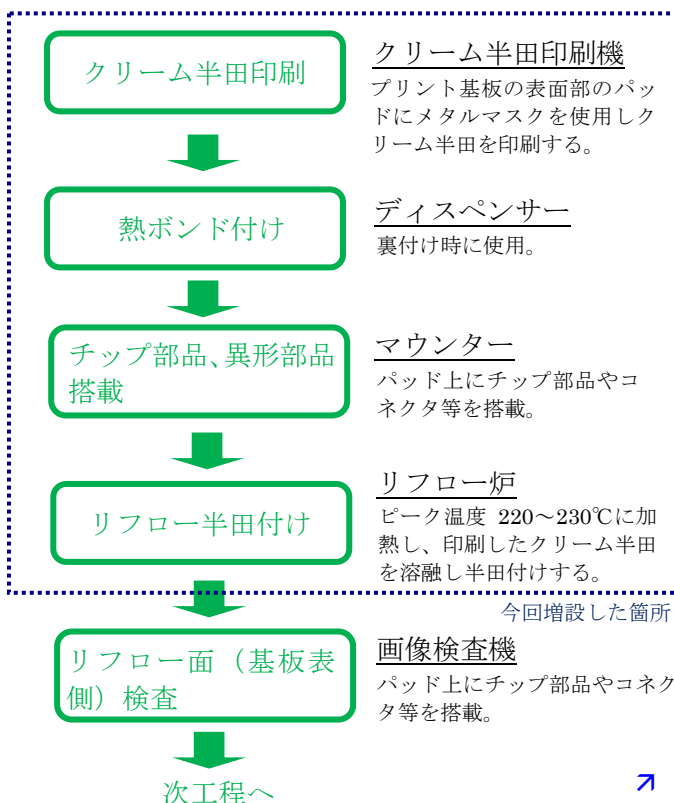 クリーム半田印刷
クリーム半田印刷機
プリント基板の表面部のパッ
ドにメタルマスクを使用しク
リーム半田を印刷する。
熱ボンド付け
ディスペンサー
裏付け時に使用。
チップ部品、異形部品
搭載
マウンター
パッド上にチップ部品やコ
ネクタ等を搭載。
リフロー半田付け
リフロー炉
ピーク温度 220～230℃に加
熱し、印刷したクリーム半田
を溶融し半田付けする。
今回増設した箇所
リフロー面（基板表
側）検査
画像検査機
パッド上にチップ部品やコネク
タ等を搭載。
次工程へ